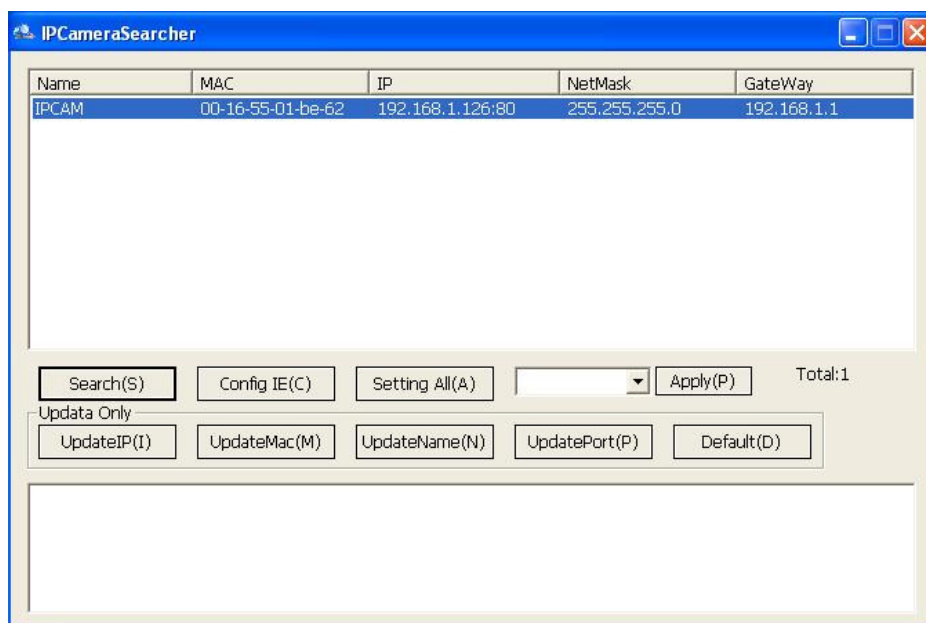 IPCameraSearcher
Name MAC IP NetMask GateWay
IPCAM 00-16-55-01-be-62 192.168.1.126:80 255.255.255.0 192.168.1.1
Search(S) Config IE(C) Setting All(A) Apply(P) Total:1
Updata Only
UpdateIP(I) UpdateMac(M) UpdateName(N) UpdatePort(P) Default(D)